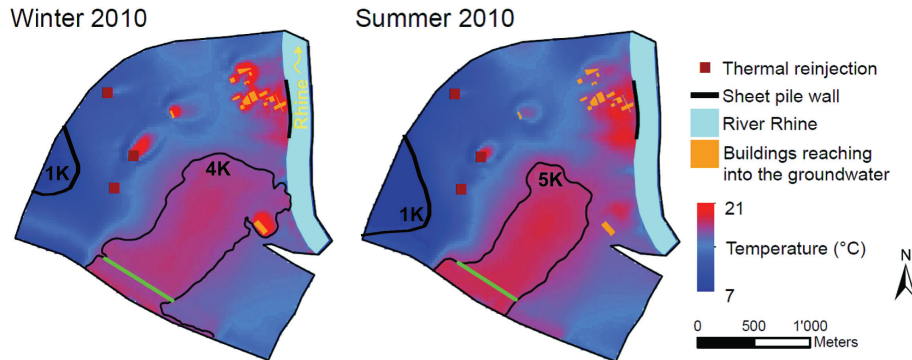 Winter 2010
Summer 2010
Rhine
1K
4K
1K
5K
Thermal reinjection
Sheet pile wall
River Rhine
Buildings reaching
into the groundwater
21
Temperature (°C)
7
N
0 500 1'000
Meters